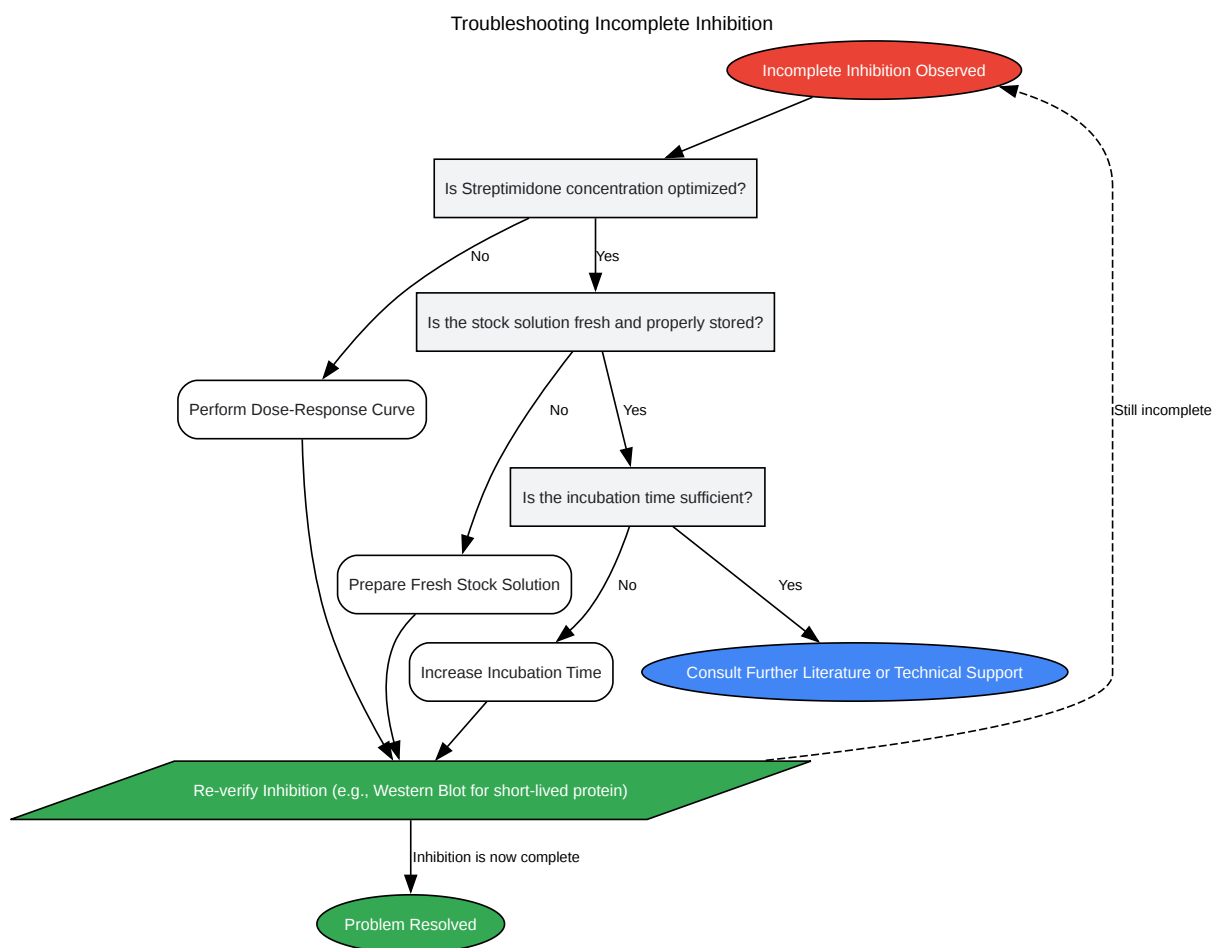 Troubleshooting Incomplete Inhibition
Incomplete Inhibition Observed
Is Streptimidone concentration optimized?
No
Yes
Is the stock solution fresh and properly stored?
Perform Dose-Response Curve
No
Yes
Still incomplete
Is the incubation time sufficient?
Prepare Fresh Stock Solution
No
Yes
Increase Incubation Time
Consult Further Literature or Technical Support
Re-verify Inhibition (e.g., Western Blot for short-lived protein)
Inhibition is now complete
Problem Resolved